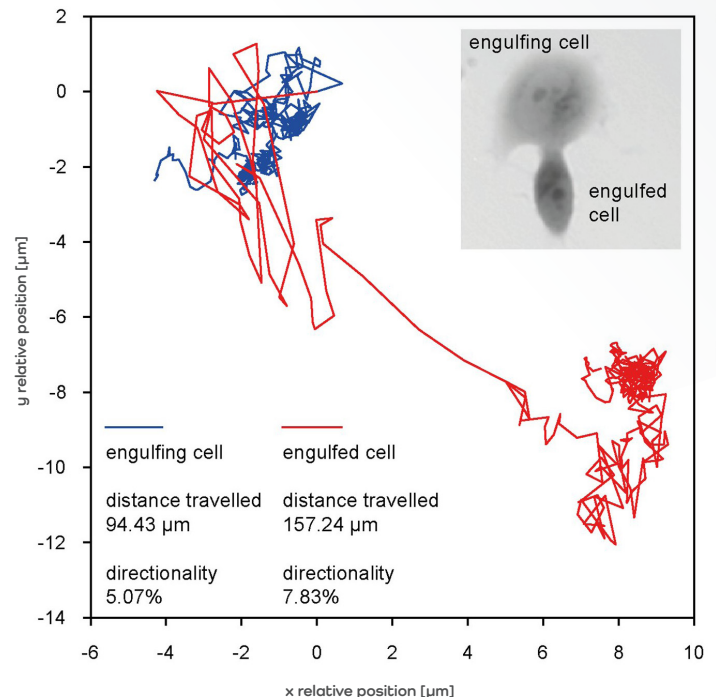 2
0
-2
-4
-6
-8
-10
-12
-14
y relative position [µm]
engulfing cell
engulfed
cell
engulfing cell
engulfed cell
distance travelled
94.43 µm
distance travelled
157.24 µm
directionality
5.07%
directionality
7.83%
-6
-4
-2
0
2
4
6
8
10
x relative position [µm]